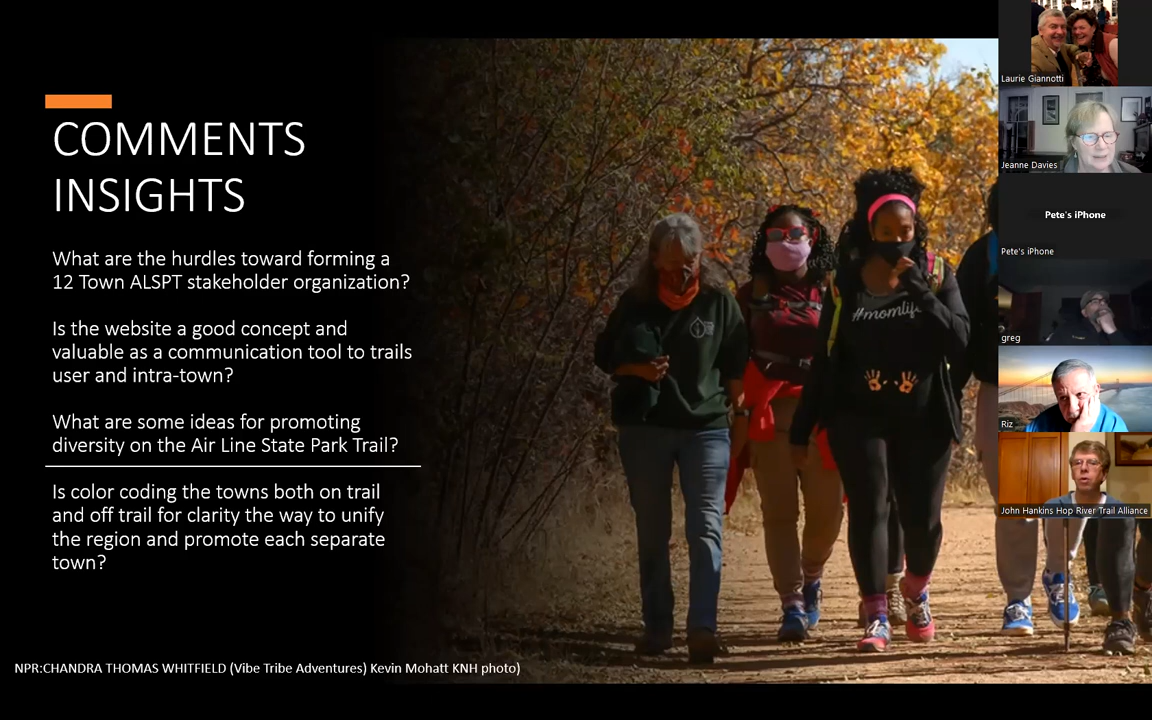 COMMENTS
INSIGHTS
What are the hurdles toward forming a
12 Town ALSPT stakeholder organization?
Is the website a good concept and
valuable as a communication tool to trails
user and intra-town?
What are some ideas for promoting
diversity on the Air Line State Park Trail?
Is color coding the towns both on trail
and off trail for clarity the way to unify
the region and promote each separate
town?
NPR:CHANDRA THOMAS WHITFIELD (Vibe Tribe Adventures) Kevin Mohatt KNH photo)
#momlife
Laurie Giannotti
Jeanne Davies
Pete's iPhone
Pete's iPhone
greg
Riz
John Hankins Hop River Trail Alliance